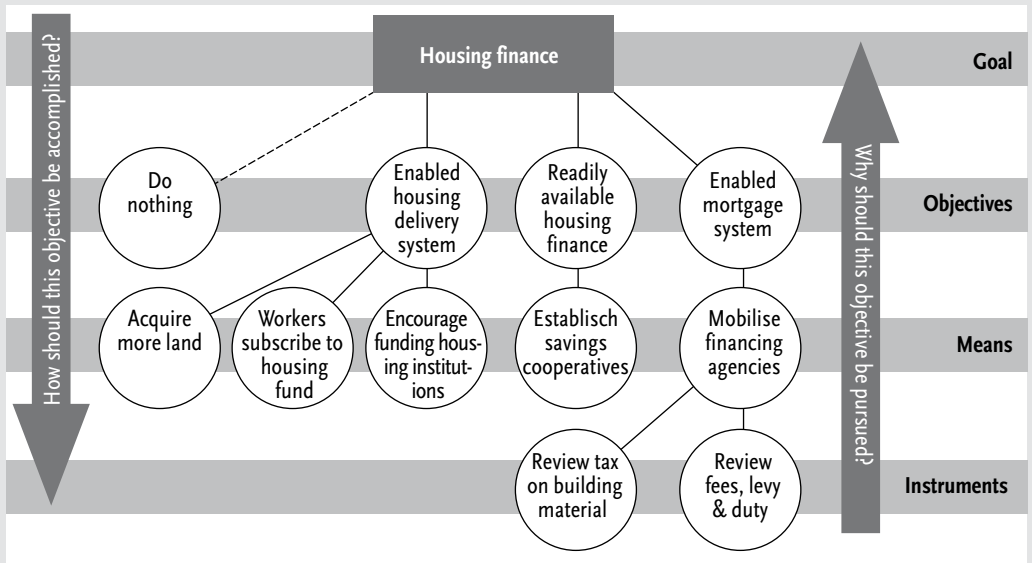 How should this objective be accomplished?
Housing finance
Goal
Why should this objective be pursued?
Do
nothing
Enabled
housing
delivery
system
Readily
available
housing
finance
Enabled
mortgage
system
Objectives
Acquire
more land
Workers
subscribe to
housing
fund
Encourage
funding hous-
ing institut-
ions
Establisch
savings
cooperatives
Mobilise
financing
agencies
Means
Review tax
on building
material
Review
fees, levy
& duty
Instruments